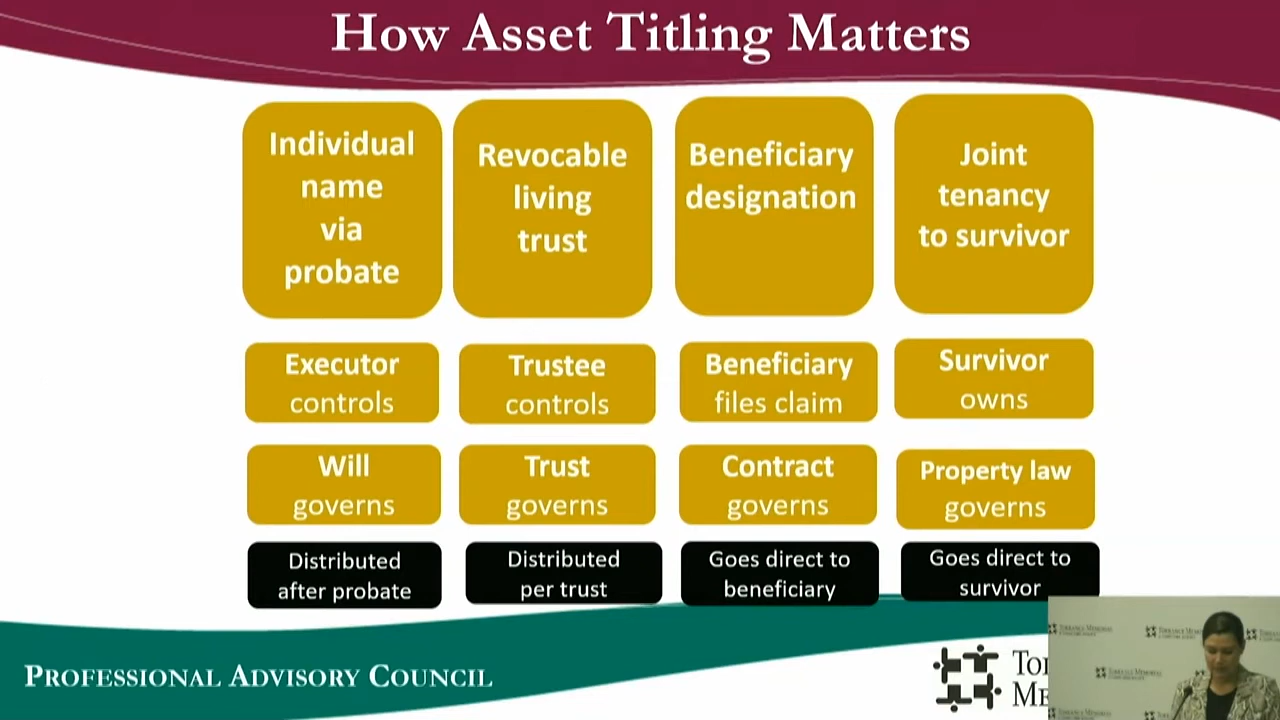 How Asset Titling Matters
Individual
name
via
probate
Revocable
living
trust
Beneficiary
designation
Joint
tenancy
to survivor
Executor
controls
Trustee
controls
Beneficiary
files claim
Survivor
owns
Will
governs
Trust
governs
Contract
governs
Property law
governs
Distributed
after probate
Distributed
per trust
Goes direct to
beneficiary
Goes direct to
survivor
PROFESSIONAL ADVISORY COUNCIL